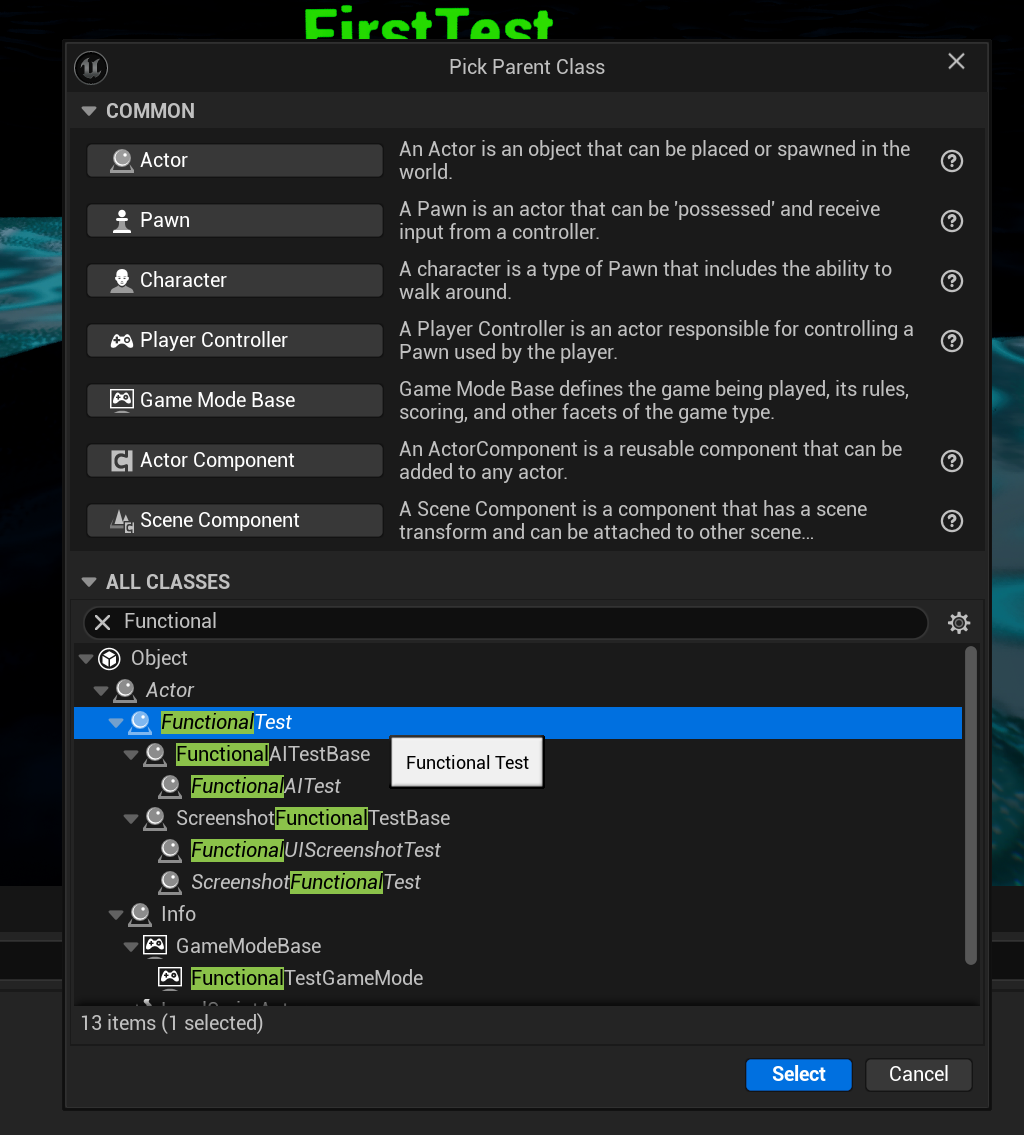 FirstTest
Pick Parent Class
COMMON
Actor
An Actor is an object that can be placed or spawned in the
world.
Pawn
A Pawn is an actor that can be 'possessed' and receive
input from a controller.
Character
A character is a type of Pawn that includes the ability to
walk around.
Player Controller
A Player Controller is an actor responsible for controlling a
Pawn used by the player.
Game Mode Base
Game Mode Base defines the game being played, its rules,
scoring, and other facets of the game type.
Actor Component
An ActorComponent is a reusable component that can be
added to any actor.
Scene Component
A Scene Component is a component that has a scene
transform and can be attached to other scene…
ALL CLASSES
Functional
Object
Actor
FunctionalTest
FunctionalAITestBase
Functional Test
FunctionalAITest
ScreenshotFunctionalTestBase
FunctionalUIScreenshotTest
ScreenshotFunctionalTest
Info
GameModeBase
FunctionalTestGameMode
13 items (1 selected)
Select
Cancel